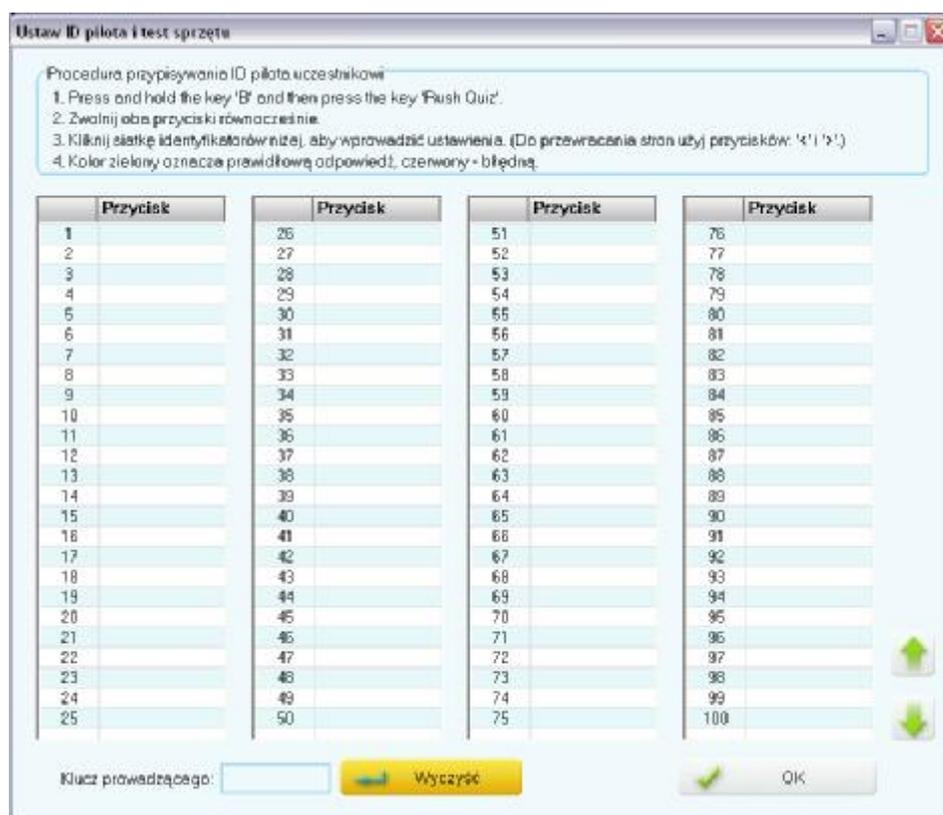 Ustaw ID pilota i test sprzętu
Procedura przypisywania ID pilota uczestnikowi
1. Press and hold the key 'B' and then press the key 'Rush Quiz'.
2. Zwolnij oba przyciski równocześnie.
3. Kliknij siatkę identyfikatorów niżej, aby wprowadzić ustawienia. (Do przewracania stron użyj przycisków: '<' i '>'.)
4. Kolor zielony oznacza prawidłową odpowiedź, czerwony - błędną.
Przycisk Przycisk Przycisk Przycisk
1 26 51 76
2 27 52 77
3 28 53 78
4 29 54 79
5 30 55 80
6 31 56 81
7 32 57 82
8 33 58 83
9 34 59 84
10 35 60 85
11 36 61 86
12 37 62 87
13 38 63 88
14 39 64 89
15 40 65 90
16 41 66 91
17 42 67 92
18 43 68 93
19 44 69 94
20 45 70 95
21 46 71 96
22 47 72 97
23 48 73 98
24 49 74 99
25 50 75 100
Klucz prowadzącego: Wyczyść OK